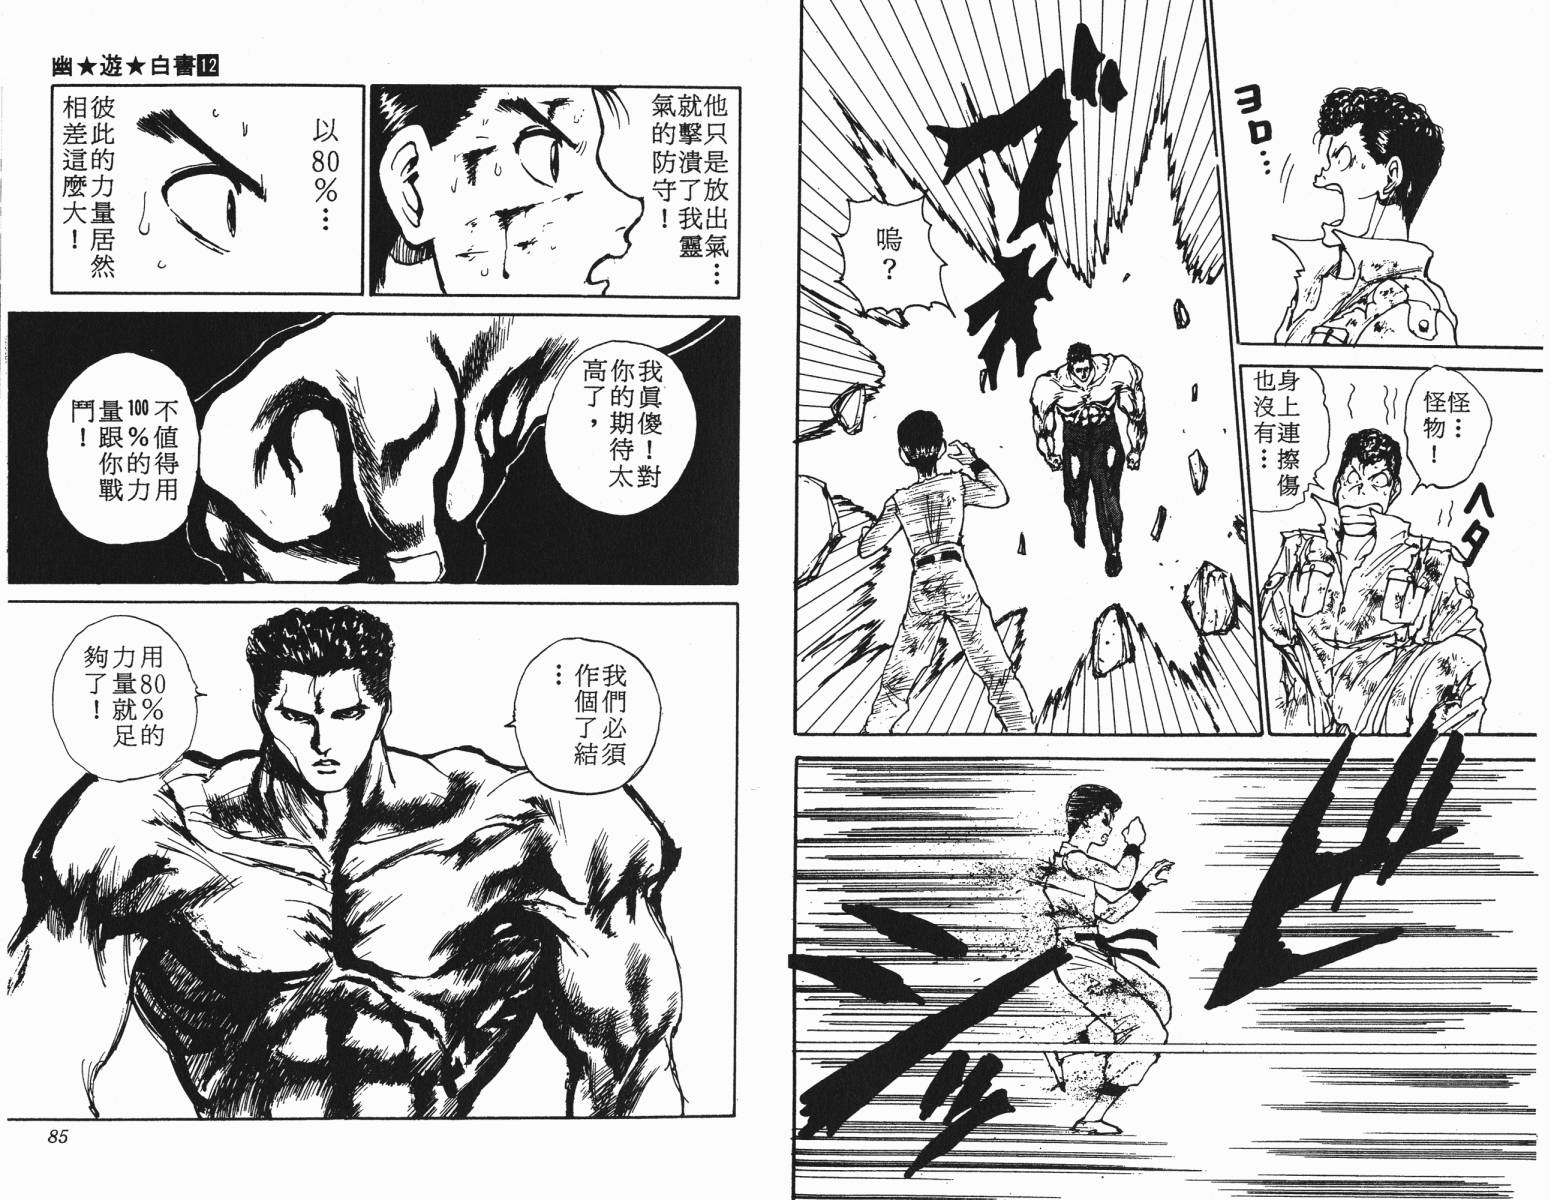 ヨロ…
怪…
怪物!
身上連擦傷
也沒有…
ヘタ
嗚?
幽★遊★白書12
他只是放出氣…
就擊潰了我靈
氣的防守!
以80%…
彼此的力量居然
相差這麼大!
我眞傻!對
你的期待太
高了,
不值得用
100%的力
量跟你戰
鬥!
我們必須
作個了結
…
用80%的
力量就足
夠了!
85